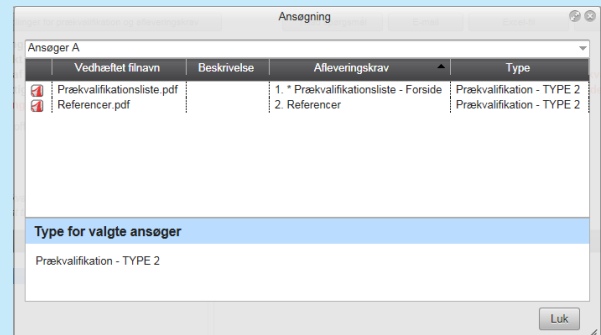 Ansøgning
Ansøger A
Vedhæftet filnavn Beskrivelse Afleveringskrav Type
Prækvalifikationsliste.pdf 1. * Prækvalifikationsliste - Forside Prækvalifikation - TYPE 2
Referencer.pdf 2. Referencer Prækvalifikation - TYPE 2
Type for valgte ansøger
Prækvalifikation - TYPE 2
Luk